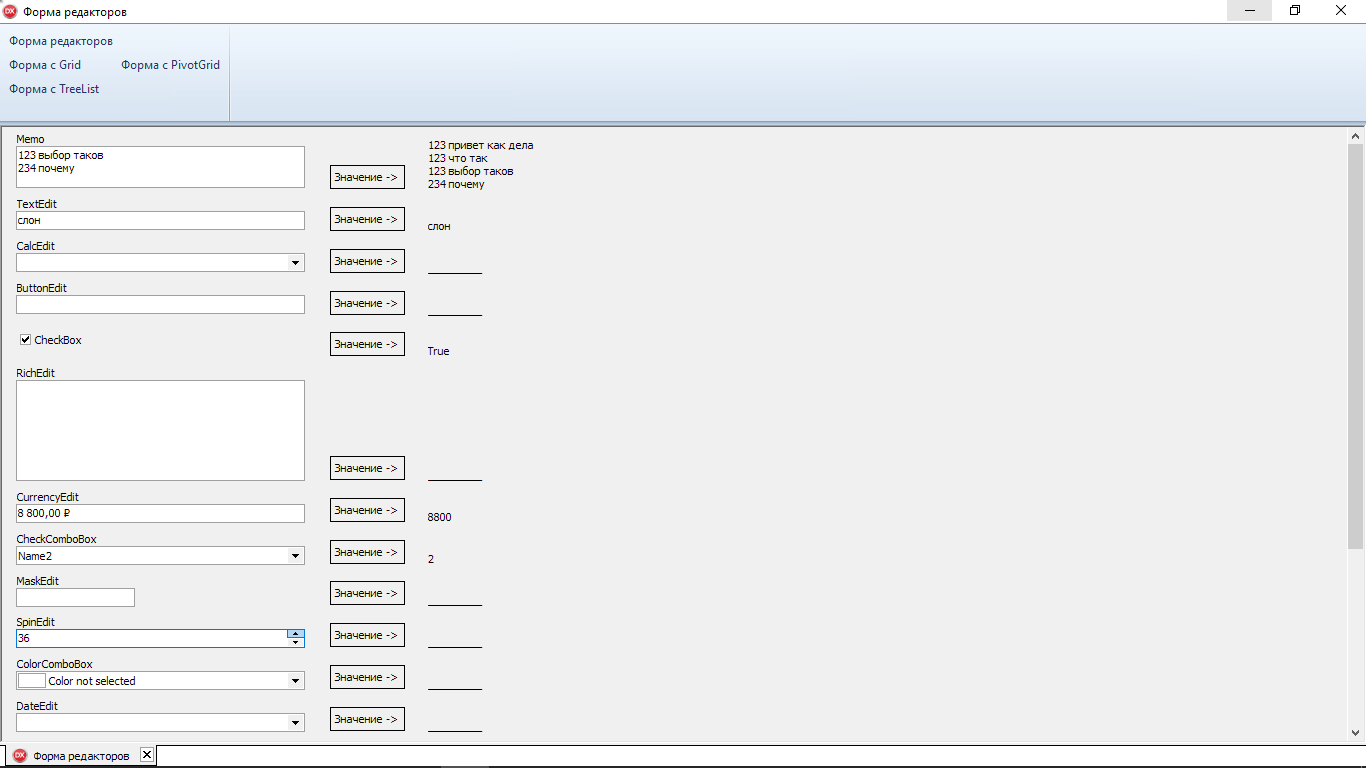 DX Форма редакторов
Форма редакторов
Форма с Grid Форма с PivotGrid
Форма с TreeList
Memo
123 выбор таков
234 почему
Значение ->
123 привет как дела
123 что так
123 выбор таков
234 почему
TextEdit
слон
Значение ->
слон
CalcEdit
Значение ->
ButtonEdit
Значение ->
CheckBox
Значение ->
True
RichEdit
Значение ->
CurrencyEdit
8 800,00 ₽
Значение ->
8800
CheckComboBox
Name2
Значение ->
2
MaskEdit
Значение ->
SpinEdit
36
Значение ->
ColorComboBox
Color not selected
Значение ->
DateEdit
Значение ->
DX Форма редакторов